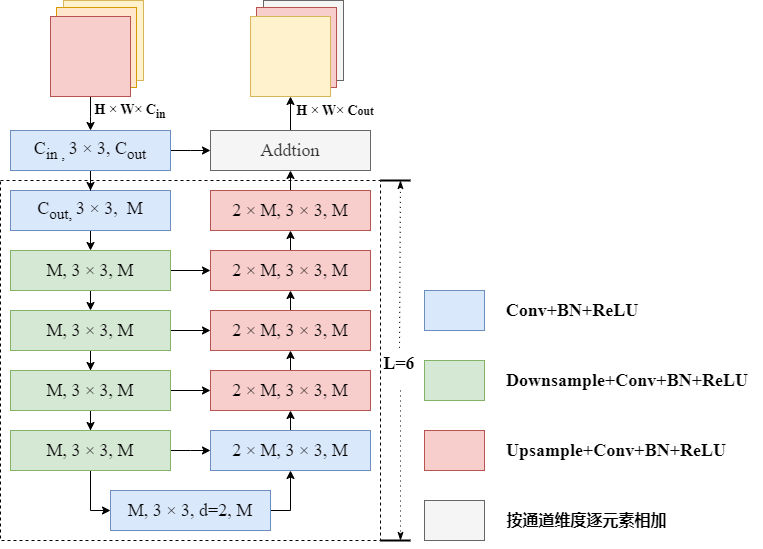 H × W× Cin
H × W× Cout
Cin , 3 × 3, Cout
Addtion
Cout, 3 × 3, M
2 × M, 3 × 3, M
M, 3 × 3, M
2 × M, 3 × 3, M
M, 3 × 3, M
2 × M, 3 × 3, M
M, 3 × 3, M
2 × M, 3 × 3, M
M, 3 × 3, M
2 × M, 3 × 3, M
M, 3 × 3, d=2, M
L=6
Conv+BN+ReLU
Downsample+Conv+BN+ReLU
Upsample+Conv+BN+ReLU
按通道维度逐元素相加